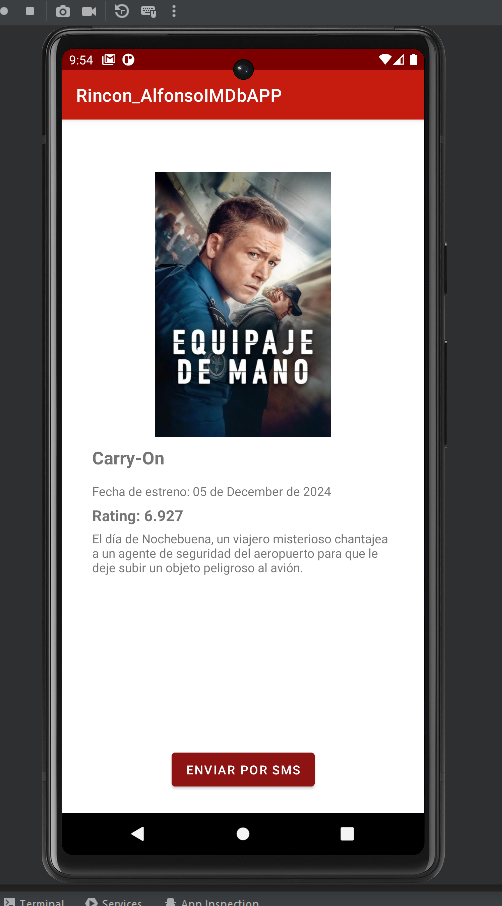 9:54
Rincon_AlfonsoIMDbAPP
EQUIPAJE
DE MANO
Carry-On
Fecha de estreno: 05 de December de 2024
Rating: 6.927
El día de Nochebuena, un viajero misterioso chantajea
a un agente de seguridad del aeropuerto para que le
deje subir un objeto peligroso al avión.
ENVIAR POR SMS
Terminal Services App Inspection